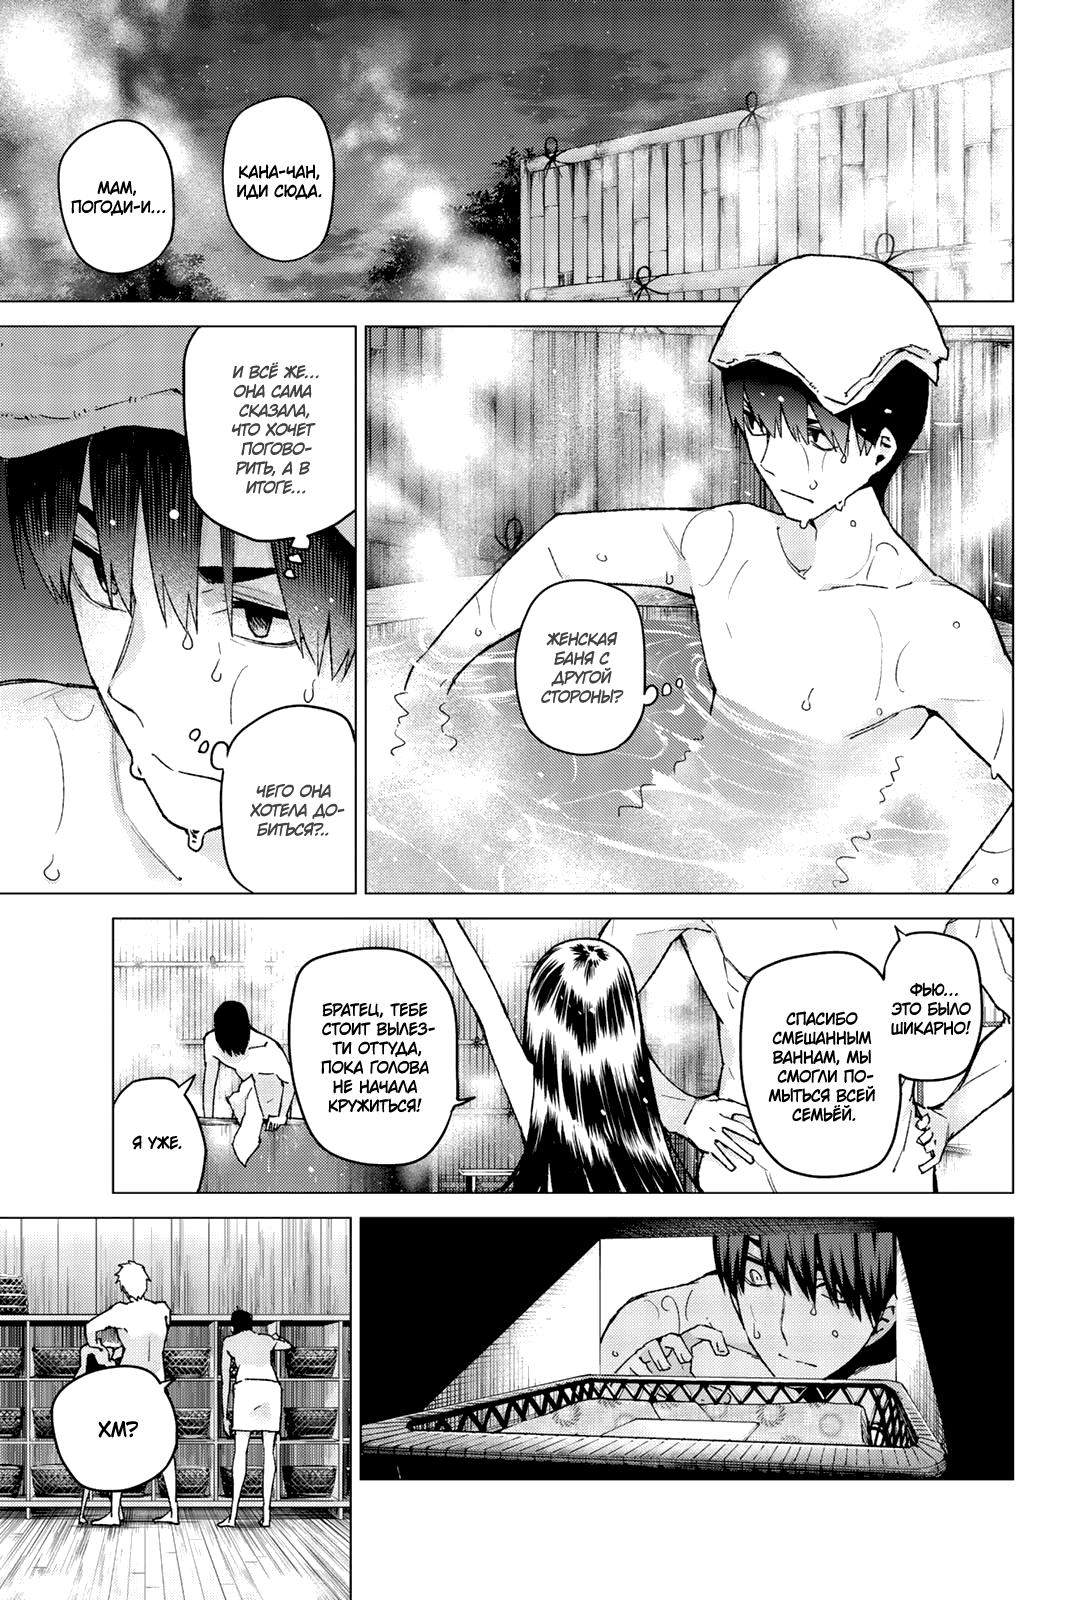 КАНА-ЧАН,
ИДИ СЮДА.
МАМ,
ПОГОДИ-И...
ЖЕНСКАЯ
БАНЯ С
ДРУГОЙ
СТОРОНЫ?
И ВСЁ ЖЕ...
ОНА САМА
СКАЗАЛА,
ЧТО ХОЧЕТ
ПОГОВО-
РИТЬ, А В
ИТОГЕ...
ЧЕГО ОНА
ХОТЕЛА ДО-
БИТЬСЯ?..
ФЬЮ...
ЭТО БЫЛО
ШИКАРНО!
СПАСИБО
СМЕШАННЫМ
ВАННАМ, МЫ
СМОГЛИ ПО-
МЫТЬСЯ ВСЕЙ
СЕМЬЁЙ.
БРАТЕЦ, ТЕБЕ
СТОИТ ВЫЛЕЗ-
ТИ ОТТУДА,
ПОКА ГОЛОВА
НЕ НАЧАЛА
КРУЖИТЬСЯ!
Я УЖЕ.
ХМ?